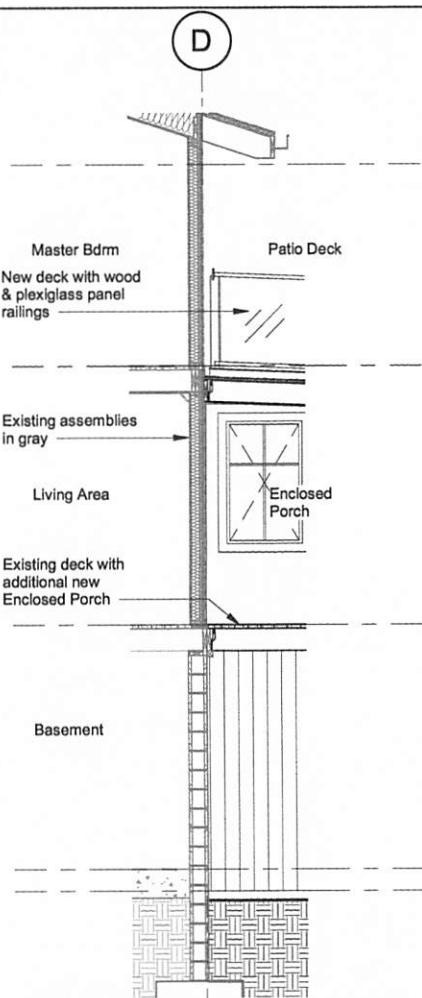 D
Master Bdrm
Patio Deck
New deck with wood
& plexiglass panel
railings
Existing assemblies
in gray
Living Area
Enclosed
Porch
Existing deck with
additional new
Enclosed Porch
Basement